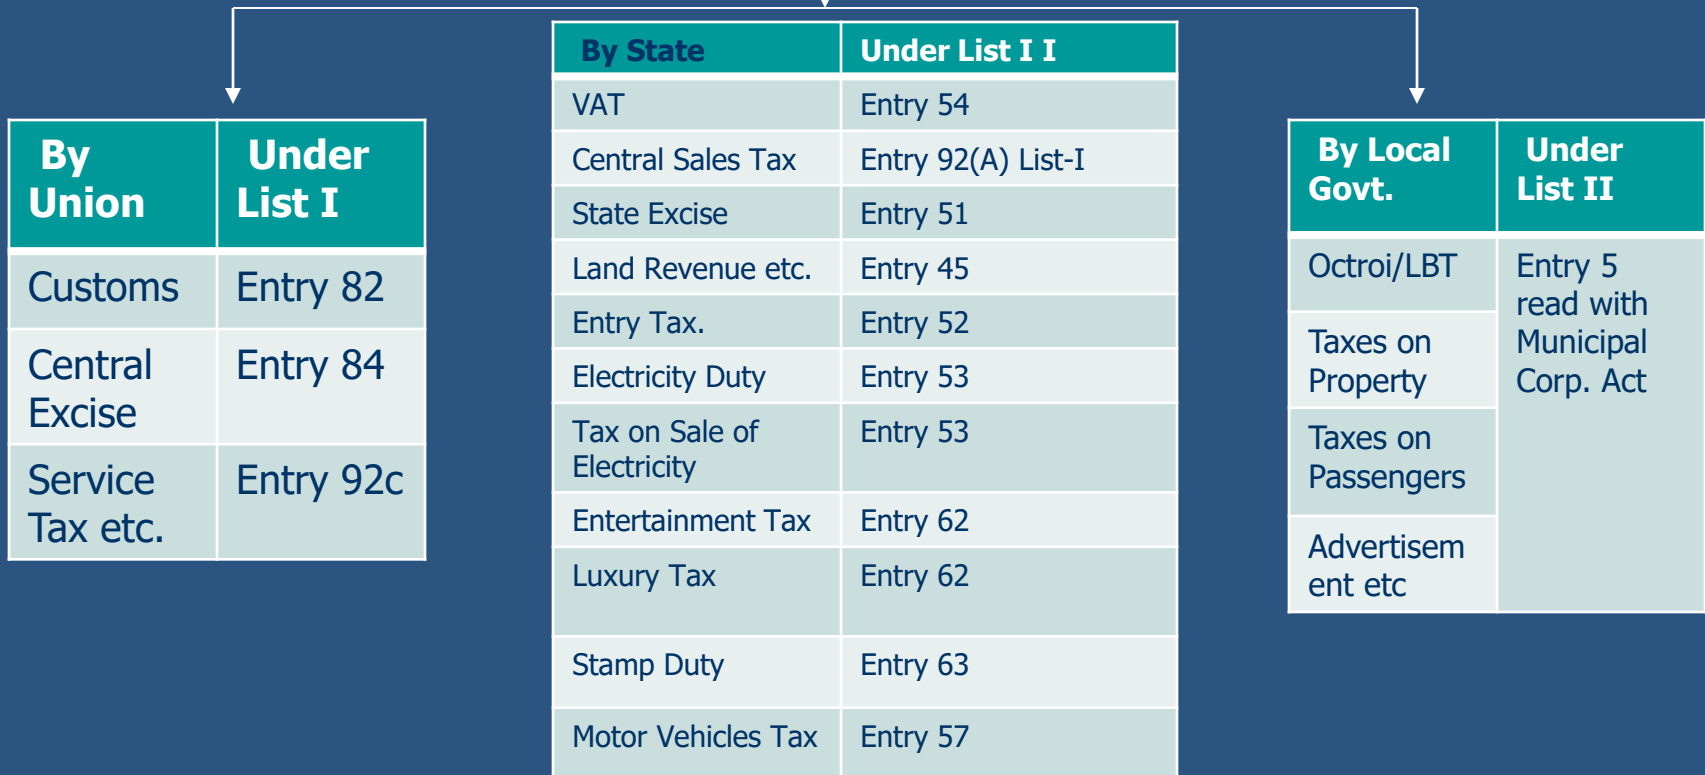 By Union
Under List I
Customs
Entry 82
Central Excise
Entry 84
Service Tax etc.
Entry 92c
By State
Under List I I
VAT
Entry 54
Central Sales Tax
Entry 92(A) List-I
State Excise
Entry 51
Land Revenue etc.
Entry 45
Entry Tax.
Entry 52
Electricity Duty
Entry 53
Tax on Sale of
Electricity
Entry 53
Entertainment Tax
Entry 62
Luxury Tax
Entry 62
Stamp Duty
Entry 63
Motor Vehicles Tax
Entry 57
By Local
Govt.
Under
List II
Octroi/LBT
Entry 5
read with
Municipal
Corp. Act
Taxes on
Property
Taxes on
Passengers
Advertisem
ent etc